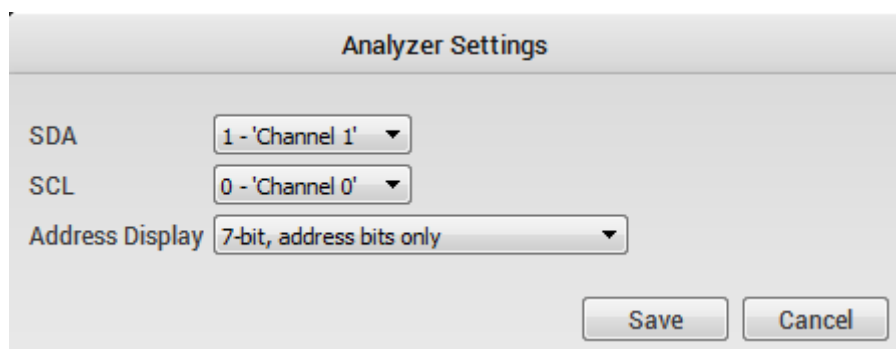 Analyzer Settings
SDA 1 - 'Channel 1'
SCL 0 - 'Channel 0'
Address Display 7-bit, address bits only
Save Cancel